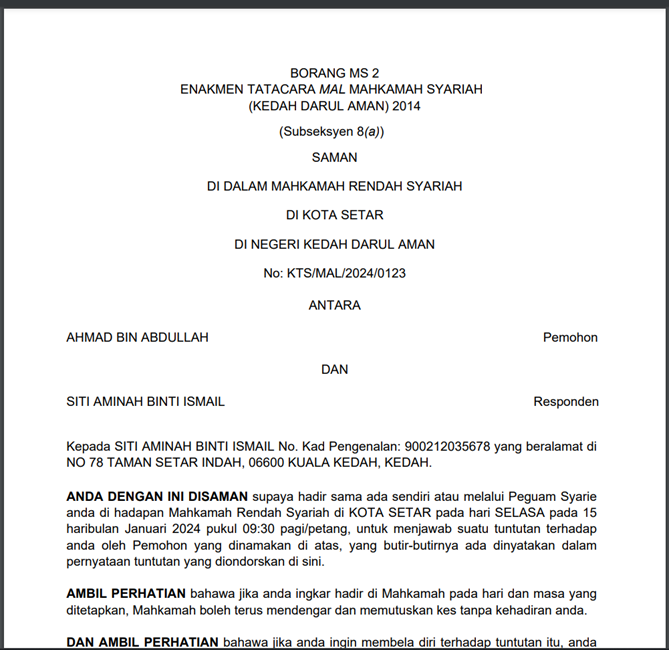 BORANG MS 2
ENAKMEN TATACARA MAL MAHKAMAH SYARIAH
(KEDAH DARUL AMAN) 2014
(Subseksyen 8(a))
SAMAN
DI DALAM MAHKAMAH RENDAH SYARIAH
DI KOTA SETAR
DI NEGERI KEDAH DARUL AMAN
No: KTS/MAL/2024/0123
ANTARA
AHMAD BIN ABDULLAH Pemohon
DAN
SITI AMINAH BINTI ISMAIL Responden
Kepada SITI AMINAH BINTI ISMAIL No. Kad Pengenalan: 900212035678 yang beralamat di
NO 78 TAMAN SETAR INDAH, 06600 KUALA KEDAH, KEDAH.
ANDA DENGAN INI DISAMAN supaya hadir sama ada sendiri atau melalui Peguam Syarie
anda di hadapan Mahkamah Rendah Syariah di KOTA SETAR pada hari SELASA pada 15
haribulan Januari 2024 pukul 09:30 pagi/petang, untuk menjawab suatu tuntutan terhadap
anda oleh Pemohon yang dinamakan di atas, yang butir-butirnya ada dinyatakan dalam
pernyataan tuntutan yang diondorskan di sini.
AMBIL PERHATIAN bahawa jika anda ingkar hadir di Mahkamah pada hari dan masa yang
ditetapkan, Mahkamah boleh terus mendengar dan memutuskan kes tanpa kehadiran anda.
DAN AMBIL PERHATIAN bahawa jika anda ingin membela diri terhadap tuntutan itu, anda